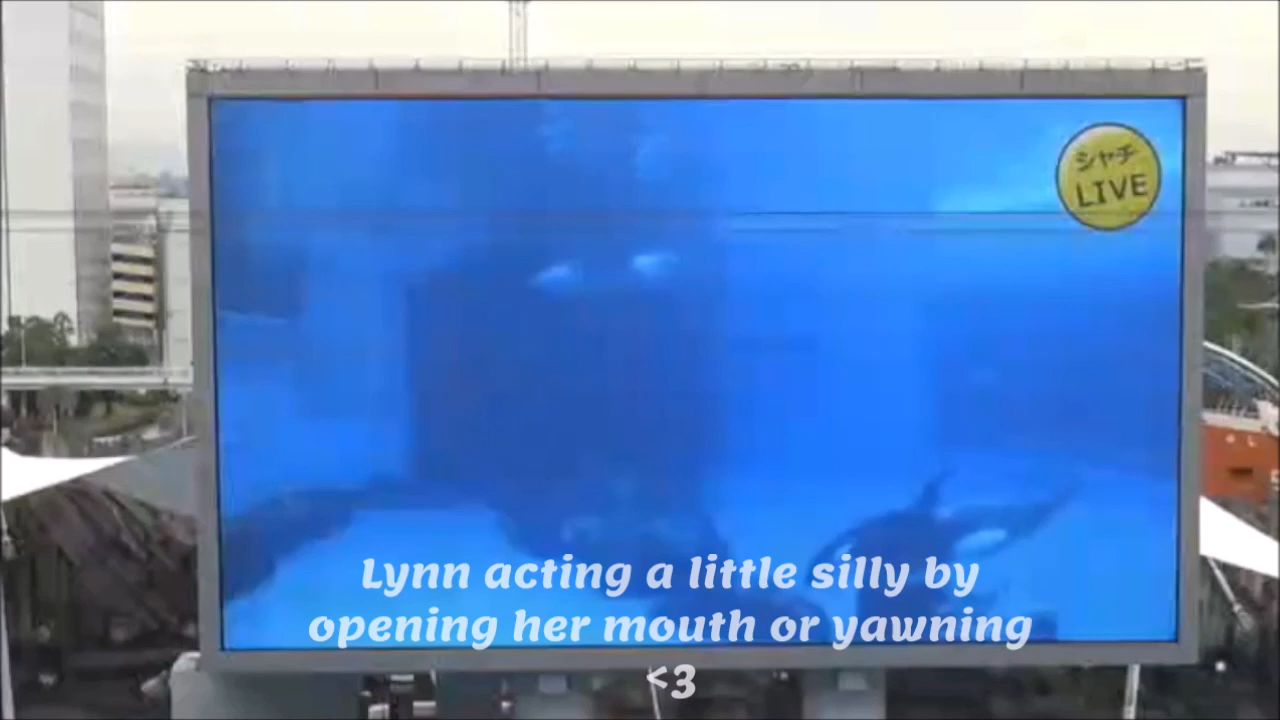 シャチ
LIVE
Lynn acting a little silly by
opening her mouth or yawning
<3